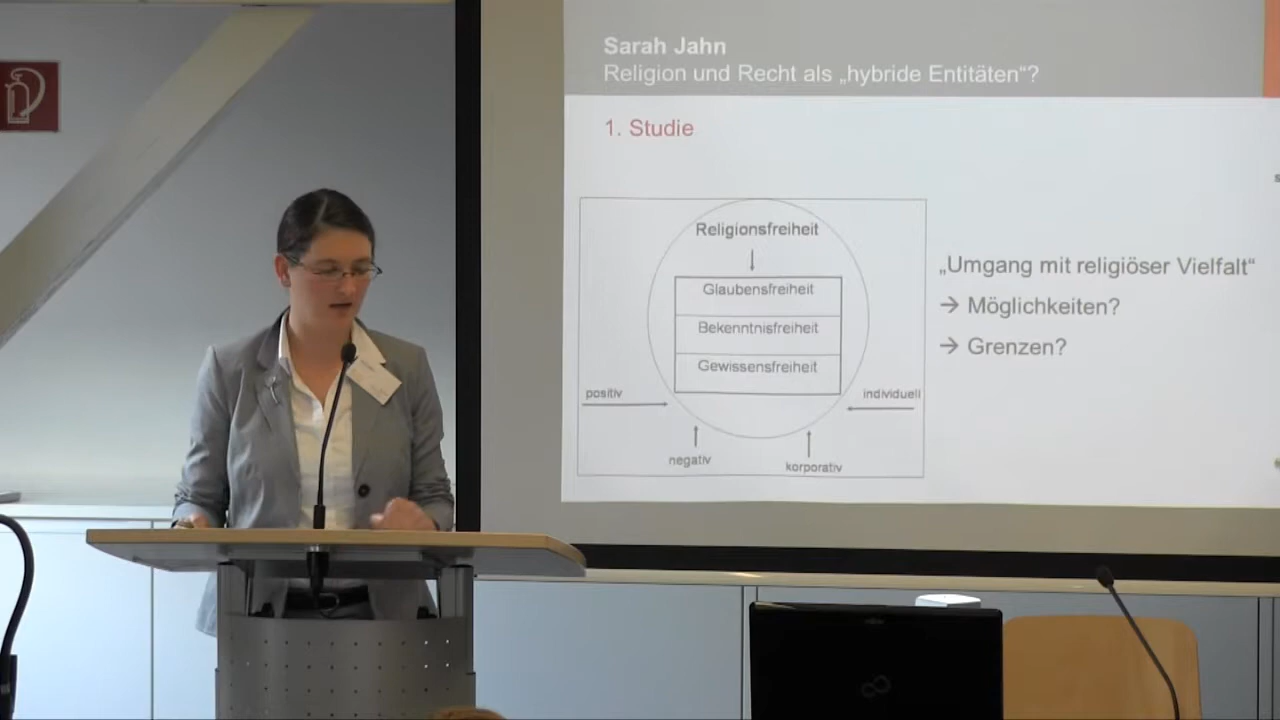 Sarah Jahn
Religion und Recht als „hybride Entitäten“?
1. Studie
Religionsfreiheit
Glaubensfreiheit
Bekenntnisfreiheit
Gewissensfreiheit
positiv
individuell
negativ
korporativ
„Umgang mit religiöser Vielfalt“
→ Möglichkeiten?
→ Grenzen?